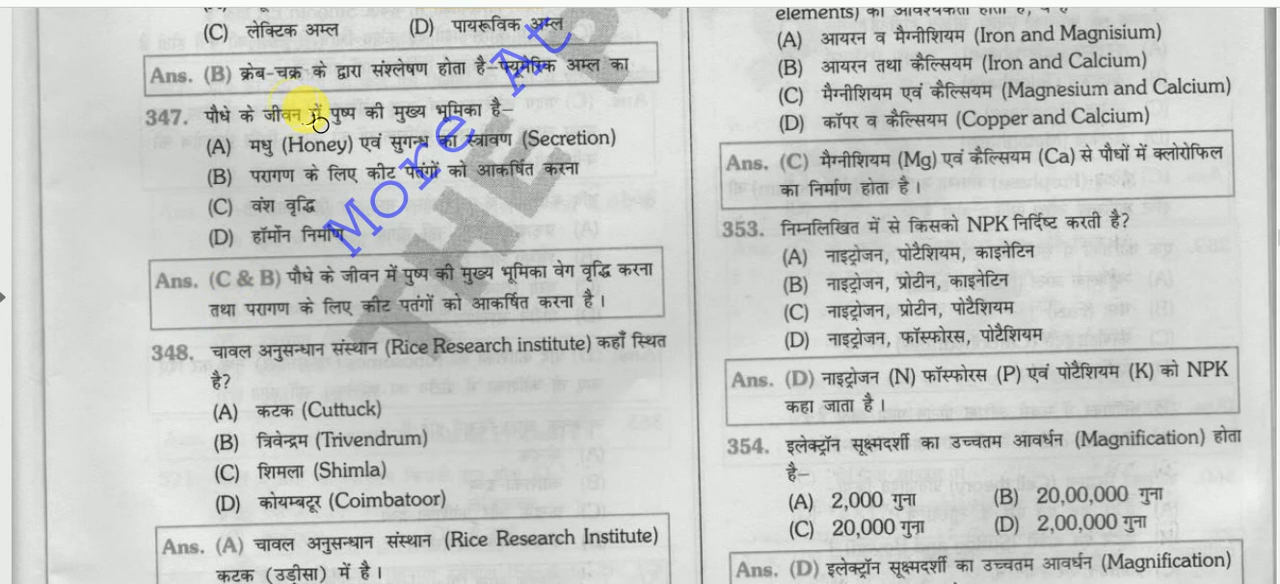 (C) लेक्टिक अम्ल (D) पायरूविक अम्ल
Ans. (B) क्रेब-चक्र के द्वारा संश्लेषण होता है–फ्यूमेरिक अम्ल का
347. पौधे के जीवन में पुष्प की मुख्य भूमिका है–
(A) मधु (Honey) एवं सुगन्ध का स्त्रावण (Secretion)
(B) परागण के लिए कीट पतंगों को आकर्षित करना
(C) वंश वृद्धि
(D) हॉर्मोन निर्माण
Ans. (C & B) पौधे के जीवन में पुष्प की मुख्य भूमिका वेग वृद्धि करना
तथा परागण के लिए कीट पतंगों को आकर्षित करना है।
348. चावल अनुसन्धान संस्थान (Rice Research institute) कहाँ स्थित
है?
(A) कटक (Cuttuck)
(B) त्रिवेन्द्रम (Trivendrum)
(C) शिमला (Shimla)
(D) कोयम्बटूर (Coimbatoor)
Ans. (A) चावल अनुसन्धान संस्थान (Rice Research Institute)
कटक (उड़ीसा) में है।
More At
THE
elements) की आवश्यकता होती है, वे हैं
(A) आयरन व मैग्नीशियम (Iron and Magnisium)
(B) आयरन तथा कैल्सियम (Iron and Calcium)
(C) मैग्नीशियम एवं कैल्सियम (Magnesium and Calcium)
(D) कॉपर व कैल्सियम (Copper and Calcium)
Ans. (C) मैग्नीशियम (Mg) एवं कैल्सियम (Ca) से पौधों में क्लोरोफिल
का निर्माण होता है।
353. निम्नलिखित में से किसको NPK निर्दिष्ट करती है?
(A) नाइट्रोजन, पोटैशियम, काइनेटिन
(B) नाइट्रोजन, प्रोटीन, काइनेटिन
(C) नाइट्रोजन, प्रोटीन, पोटैशियम
(D) नाइट्रोजन, फॉस्फोरस, पोटैशियम
Ans. (D) नाइट्रोजन (N) फॉस्फोरस (P) एवं पोटैशियम (K) को NPK
कहा जाता है।
354. इलेक्ट्रॉन सूक्ष्मदर्शी का उच्चतम आवर्धन (Magnification) होता
है–
(A) 2,000 गुना (B) 20,00,000 गुना
(C) 20,000 गुना (D) 2,00,000 गुना
Ans. (D) इलेक्ट्रॉन सूक्ष्मदर्शी का उच्चतम आवर्धन (Magnification)